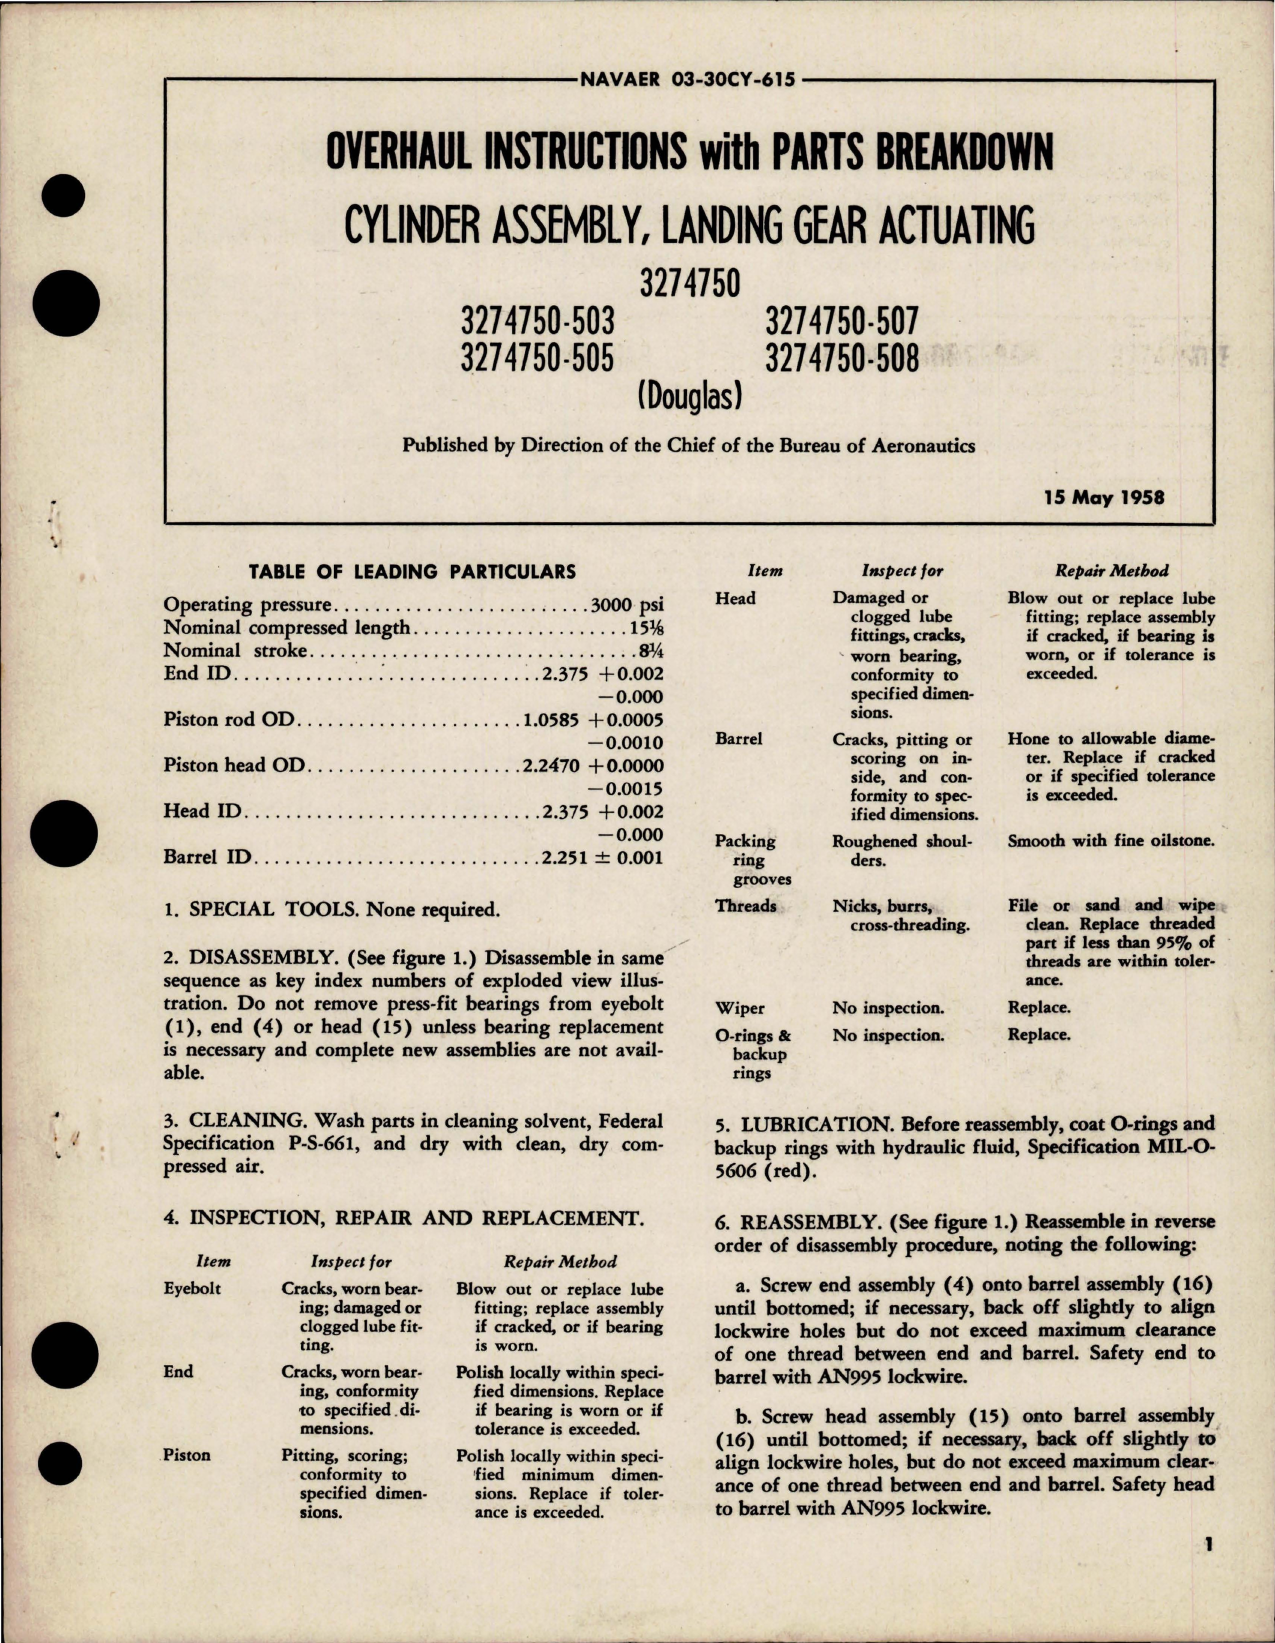 NAVAER 03-30CY-615
OVERHAUL INSTRUCTIONS with PARTS BREAKDOWN
CYLINDER ASSEMBLY, LANDING GEAR ACTUATING
3274750
3274750-503 3274750-507
3274750-505 3274750-508
(Douglas)
Published by Direction of the Chief of the Bureau of Aeronautics
15 May 1958
TABLE OF LEADING PARTICULARS
Operating pressure.........................3000 psi
Nominal compressed length.....................15⅛
Nominal stroke................................8¾
End ID..............................2.375 +0.002
—0.000
Piston rod OD......................1.0585 +0.0005
—0.0010
Piston head OD.....................2.2470 +0.0000
—0.0015
Head ID.............................2.375 +0.002
—0.000
Barrel ID............................2.251 ± 0.001
1. SPECIAL TOOLS. None required.
2. DISASSEMBLY. (See figure 1.) Disassemble in same
sequence as key index numbers of exploded view illus-
tration. Do not remove press-fit bearings from eyebolt
(1), end (4) or head (15) unless bearing replacement
is necessary and complete new assemblies are not avail-
able.
3. CLEANING. Wash parts in cleaning solvent, Federal
Specification P-S-661, and dry with clean, dry com-
pressed air.
4. INSPECTION, REPAIR AND REPLACEMENT.
Item Inspect for Repair Method
Eyebolt Cracks, worn bear- Blow out or replace lube
ing; damaged or fitting; replace assembly
clogged lube fit- if cracked, or if bearing
ting. is worn.
End Cracks, worn bear- Polish locally within speci-
ing, conformity fied dimensions. Replace
to specified di- if bearing is worn or if
mensions. tolerance is exceeded.
Piston Pitting, scoring; Polish locally within speci-
conformity to fied minimum dimen-
specified dimen- sions. Replace if toler-
sions. ance is exceeded.
Item Inspect for Repair Method
Head Damaged or Blow out or replace lube
clogged lube fitting; replace assembly
fittings, cracks, if cracked, if bearing is
worn bearing, worn, or if tolerance is
conformity to exceeded.
specified dimen-
sions.
Barrel Cracks, pitting or Hone to allowable diame-
scoring on in- ter. Replace if cracked
side, and con- or if specified tolerance
formity to spec- is exceeded.
ified dimensions.
Packing Roughened shoul- Smooth with fine oilstone.
ring ders.
grooves
Threads Nicks, burrs, File or sand and wipe
cross-threading. clean. Replace threaded
part if less than 95% of
threads are within toler-
ance.
Wiper No inspection. Replace.
O-rings & No inspection. Replace.
backup
rings
5. LUBRICATION. Before reassembly, coat O-rings and
backup rings with hydraulic fluid, Specification MIL-O-
5606 (red).
6. REASSEMBLY. (See figure 1.) Reassemble in reverse
order of disassembly procedure, noting the following:
a. Screw end assembly (4) onto barrel assembly (16)
until bottomed; if necessary, back off slightly to align
lockwire holes but do not exceed maximum clearance
of one thread between end and barrel. Safety end to
barrel with AN995 lockwire.
b. Screw head assembly (15) onto barrel assembly
(16) until bottomed; if necessary, back off slightly to
align lockwire holes, but do not exceed maximum clear-
ance of one thread between end and barrel. Safety head
to barrel with AN995 lockwire.
1